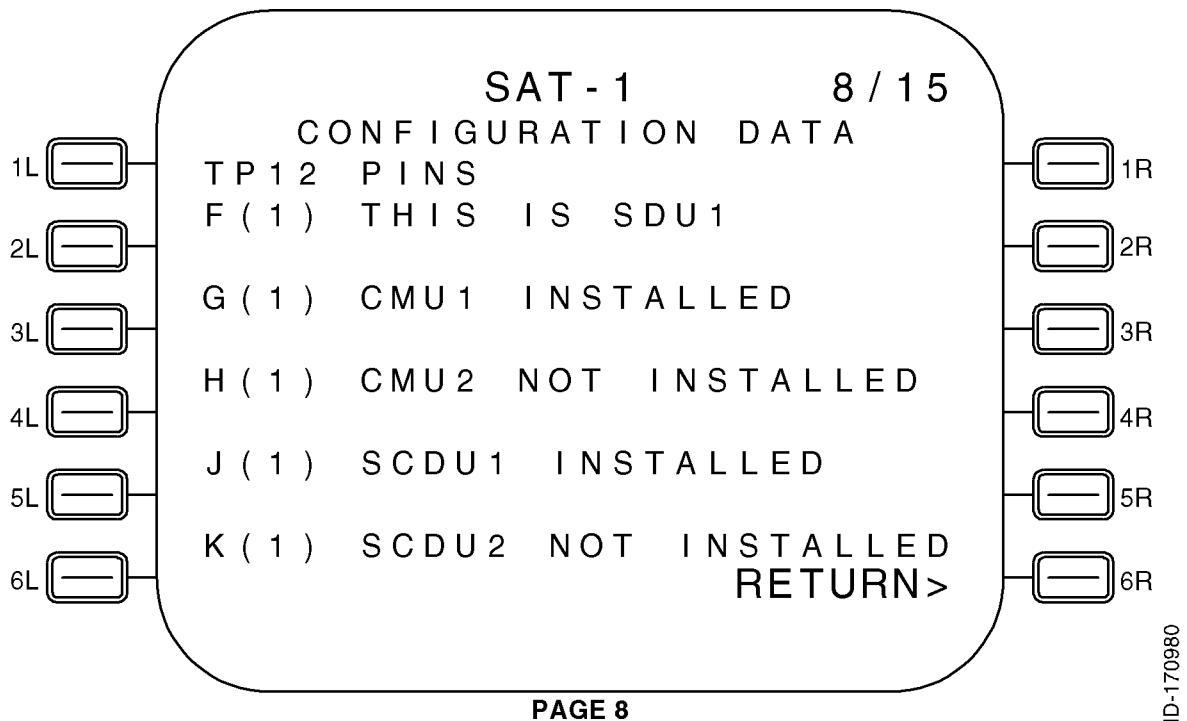 SAT-1 8/15
CONFIGURATION DATA
1L 1R
TP12 PINS
F(1) THIS IS SDU1
2L 2R
G(1) CMU1 INSTALLED
3L 3R
H(1) CMU2 NOT INSTALLED
4L 4R
J(1) SCDU1 INSTALLED
5L 5R
K(1) SCDU2 NOT INSTALLED
6L RETURN> 6R
PAGE 8
ID-170980